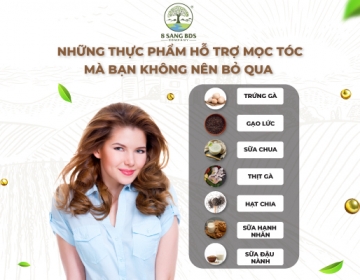 B SANG BDS
COMPANY
NHỮNG THỰC PHẨM HỖ TRỢ MỌC TÓC
MÀ BẠN KHÔNG NÊN BỎ QUA
TRỨNG GÀ
GẠO LỨC
SỮA CHUA
THỊT GÀ
HẠT CHIA
SỮA HẠNH
NHÂN
SỮA ĐẬU
NÀNH